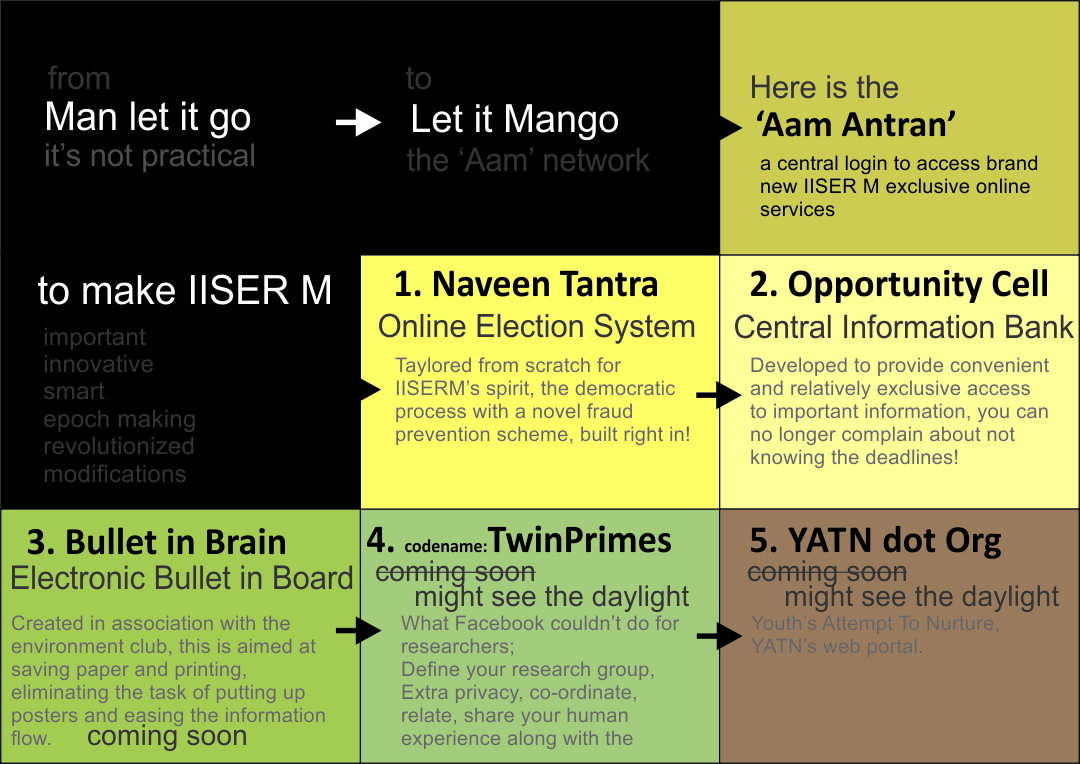 from
Man let it go
it's not practical
to
Let it Mango
the 'Aam' network
Here is the
'Aam Antran'
a central login to access brand
new IISER M exclusive online
services
to make IISER M
important
innovative
smart
epoch making
revolutionized
modifications
1. Naveen Tantra
Online Election System
Taylored from scratch for
IISERM's spirit, the democratic
process with a novel fraud
prevention scheme, built right in!
2. Opportunity Cell
Central Information Bank
Developed to provide convenient
and relatively exclusive access
to important information, you can
no longer complain about not
knowing the deadlines!
3. Bullet in Brain
Electronic Bullet in Board
Created in association with the
environment club, this is aimed at
saving paper and printing,
eliminating the task of putting up
posters and easing the information
flow. coming soon
4. codename:TwinPrimes
coming soon
might see the daylight
What Facebook couldn't do for
researchers;
Define your research group,
Extra privacy, co-ordinate,
relate, share your human
experience along with the
5. YATN dot Org
coming soon
might see the daylight
Youth's Attempt To Nurture,
YATN's web portal.